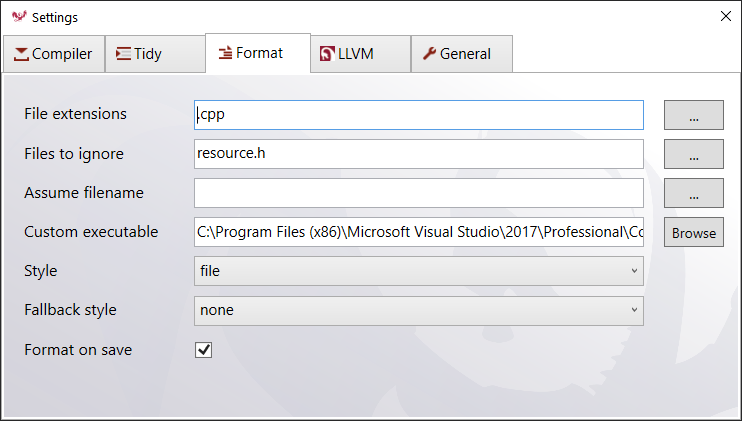 Settings
Compiler Tidy Format LLVM General
File extensions .cpp ...
Files to ignore resource.h ...
Assume filename ...
Custom executable C:\Program Files (x86)\Microsoft Visual Studio\2017\Professional\Co Browse
Style file
Fallback style none
Format on save